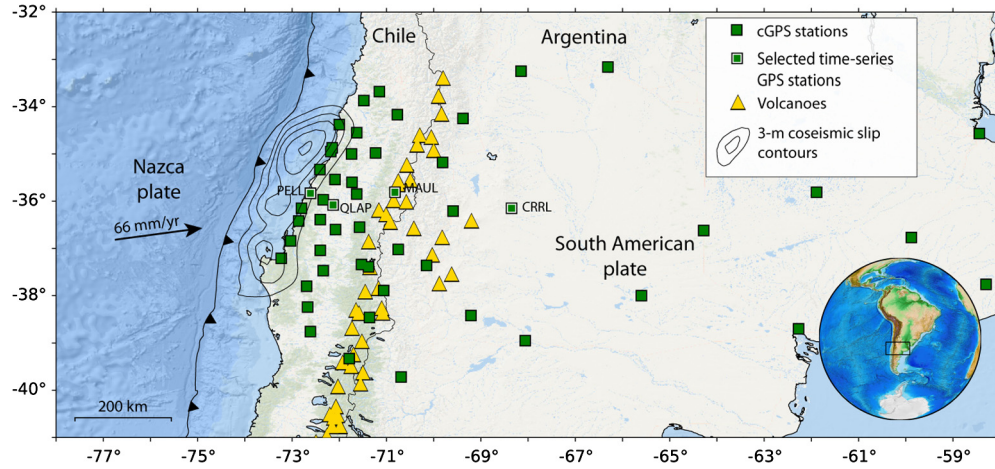 -32°
-34°
-36°
-38°
-40°
Chile
Argentina
cGPS stations
Selected time-series
GPS stations
Volcanoes
3-m coseismic slip
contours
Nazca
plate
66 mm/yr
PELL
QLAP
MAUL
CRRL
South American
plate
200 km
-77°
-75°
-73°
-71°
-69°
-67°
-65°
-63°
-61°
-59°